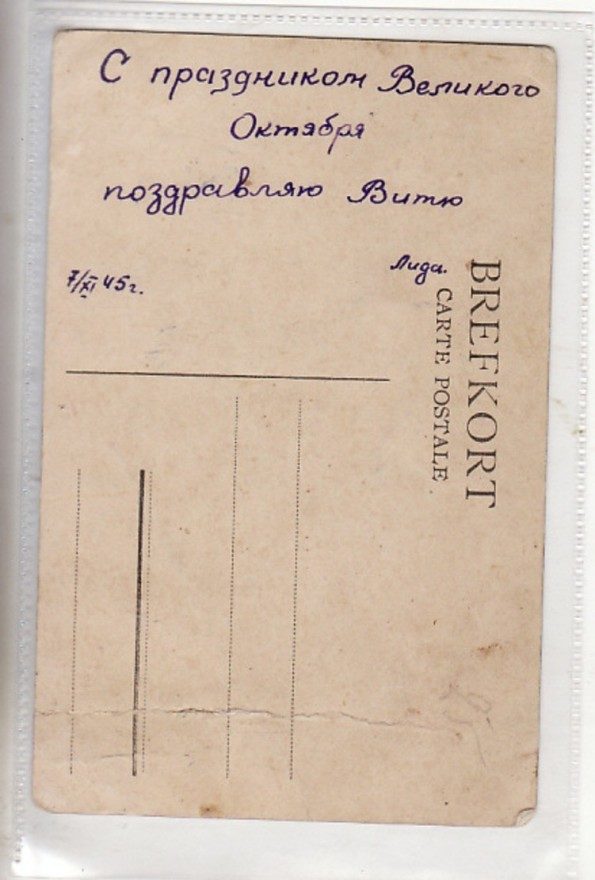 С праздником Великого
Октября
поздравляю Витю
Лида.
7/XI 45г.
BREFKORT
CARTE POSTALE